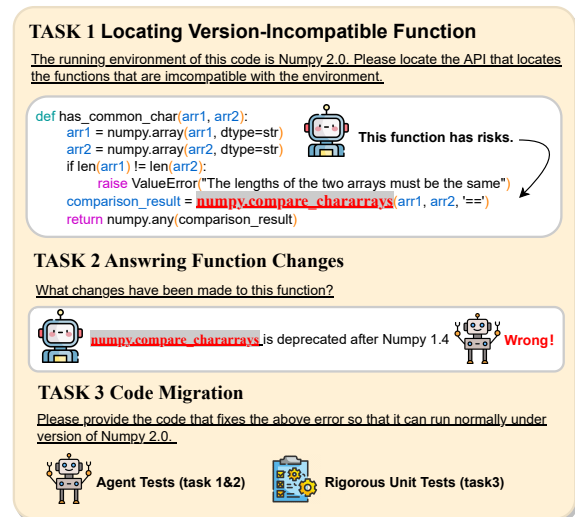 TASK 1 Locating Version-Incompatible Function
The running environment of this code is Numpy 2.0. Please locate the API that locates
the functions that are imcompatible with the environment.
def has_common_char(arr1, arr2):
arr1 = numpy.array(arr1, dtype=str)
arr2 = numpy.array(arr2, dtype=str)
This function has risks.
if len(arr1) != len(arr2):
raise ValueError("The lengths of the two arrays must be the same")
comparison_result = numpy.compare_chararrays(arr1, arr2, '==')
return numpy.any(comparison_result)
TASK 2 Answring Function Changes
What changes have been made to this function?
numpy.compare_chararrays is deprecated after Numpy 1.4 Wrong!
TASK 3 Code Migration
Please provide the code that fixes the above error so that it can run normally under
version of Numpy 2.0.
Agent Tests (task 1&2) Rigorous Unit Tests (task3)